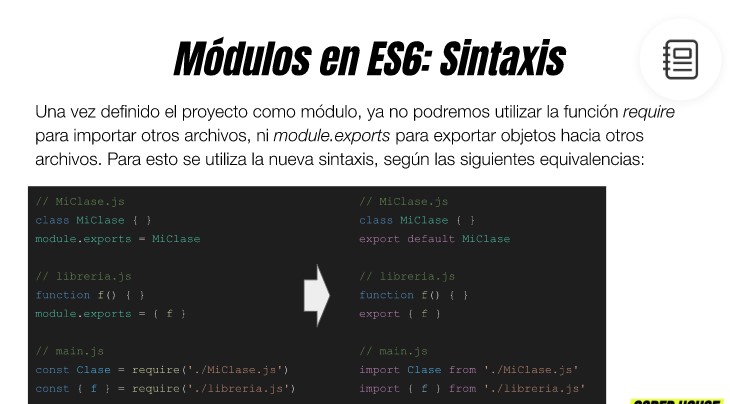 Módulos en ES6: Sintaxis
Una vez definido el proyecto como módulo, ya no podremos utilizar la función require
para importar otros archivos, ni module.exports para exportar objetos hacia otros
archivos. Para esto se utiliza la nueva sintaxis, según las siguientes equivalencias:
// MiClase.js
class MiClase { }
module.exports = MiClase
// libreria.js
function f() { }
module.exports = { f }
// main.js
const Clase = require('./MiClase.js')
const { f } = require('./libreria.js')
// MiClase.js
class MiClase { }
export default MiClase
// libreria.js
function f() { }
export { f }
// main.js
import Clase from './MiClase.js'
import { f } from './libreria.js'